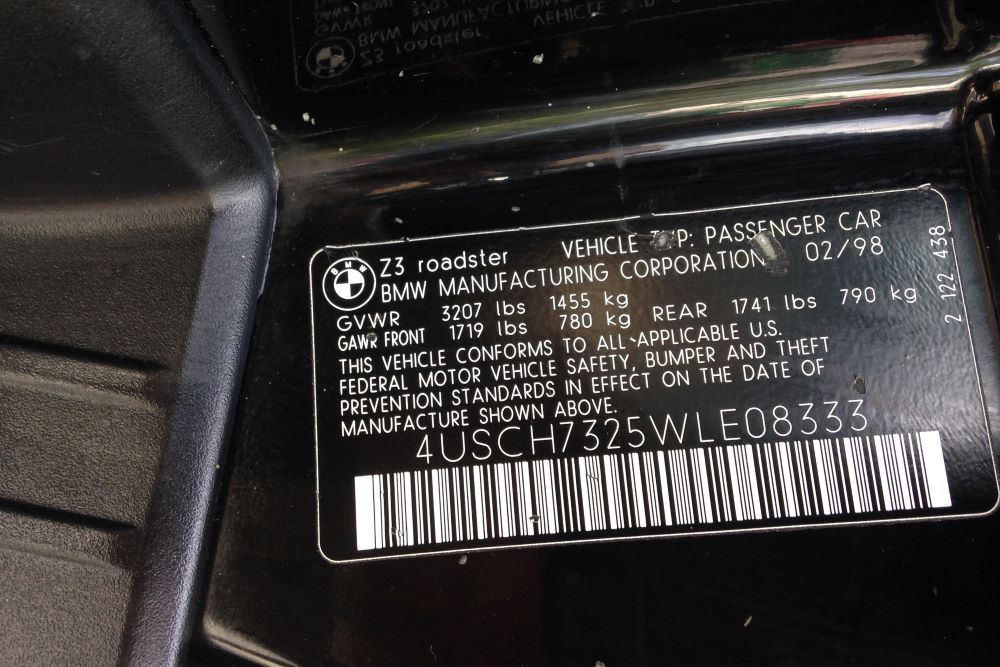 BMW
Z3 roadster
VEHICLE TYP: PASSENGER CAR
BMW MANUFACTURING CORPORATION 02/98
GVWR 3207 lbs 1455 kg
GAWR FRONT 1719 lbs 780 kg REAR 1741 lbs 790 kg
THIS VEHICLE CONFORMS TO ALL APPLICABLE U.S.
FEDERAL MOTOR VEHICLE SAFETY, BUMPER AND THEFT
PREVENTION STANDARDS IN EFFECT ON THE DATE OF
MANUFACTURE SHOWN ABOVE.
4USCH7325WLE08333
2 122 438